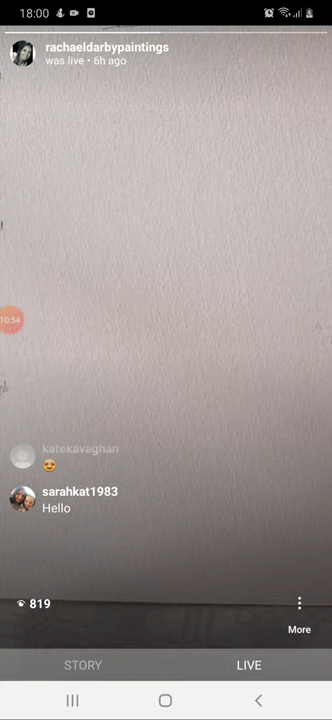 18:00
rachaeldarbypaintings
was live • 6h ago
10:54
katekavaghan
😍
sarahkat1983
Hello
819
More
STORY
LIVE